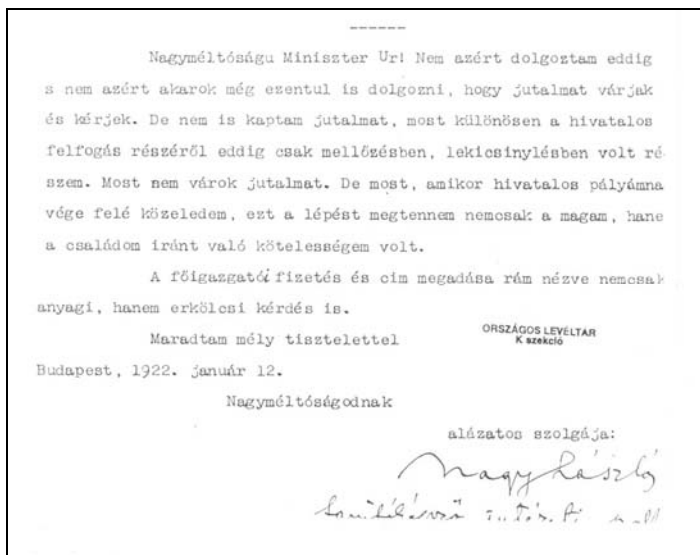 ------
Nagyméltóságu Miniszter Ur! Nem azért dolgoztam eddig
s nem azért akarok még ezentul is dolgozni, hogy jutalmat várjak
és kérjek. De nem is kaptam jutalmat, most különösen a hivatalos
felfogás részéről eddig csak mellőzésben, lekicsinylésben volt ré
szem. Most nem várok jutalmat. De most, amikor hivatalos pályámna
vége felé közeledem, ezt a lépést megtennem nemcsak a magam, hane
a családom iránt való kötelességem volt.
A főigazgatói fizetés és cim megadása rám nézve nemcsak
anyagi, hanem erkölcsi kérdés is.
Maradtam mély tisztelettel
ORSZÁGOS LEVÉLTAR
K szekció
Budapest, 1922. január 12.
Nagyméltóságodnak
alázatos szolgája:
Nagy László